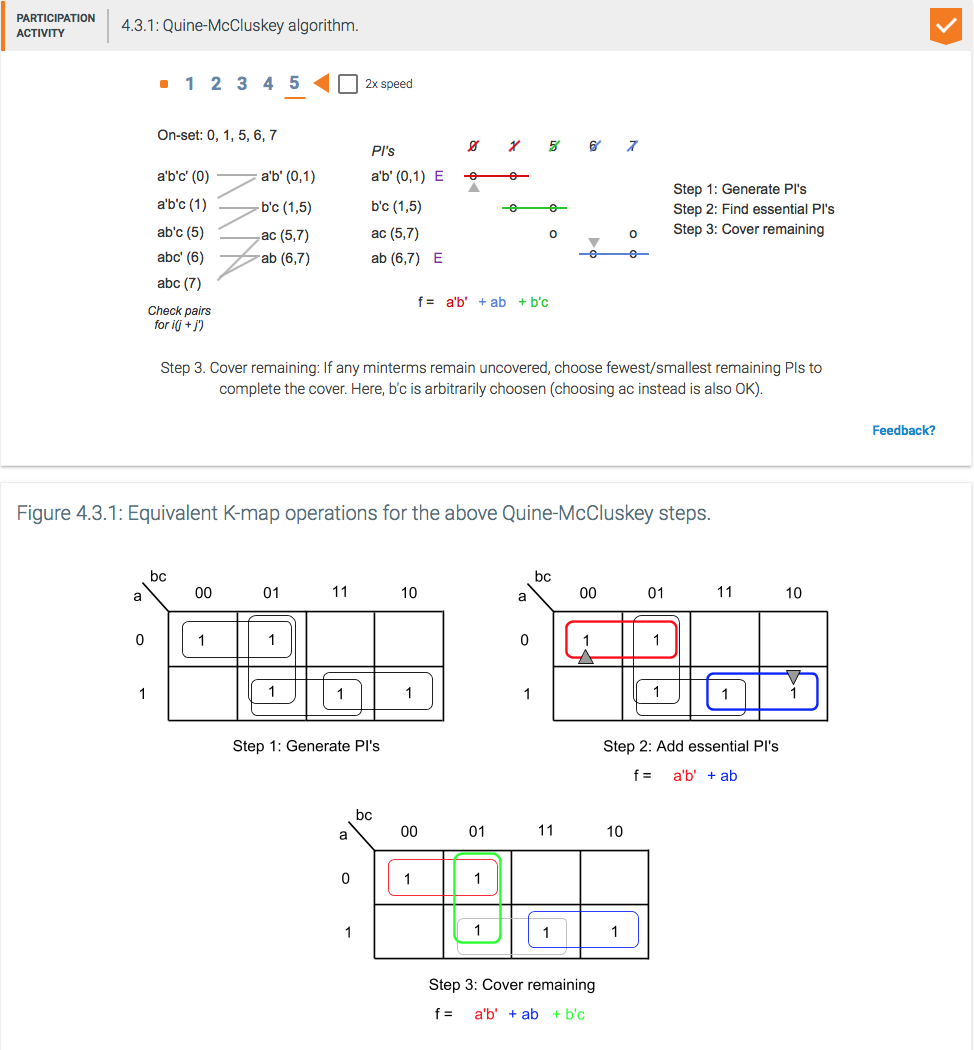 PARTICIPATION
ACTIVITY
4.3.1: Quine-McCluskey algorithm.
1 2 3 4 5 2x speed
On-set: 0, 1, 5, 6, 7
PI's 0 1 5 6 7
a'b'c' (0) a'b' (0,1) a'b' (0,1) E o o
a'b'c (1) b'c (1,5) b'c (1,5) o o
ab'c (5) ac (5,7) ac (5,7) o o
abc' (6) ab (6,7) ab (6,7) E o o
abc (7)
Check pairs
for i(j + j')
Step 1: Generate PI's
Step 2: Find essential PI's
Step 3: Cover remaining
f = a'b' + ab + b'c
Step 3. Cover remaining: If any minterms remain uncovered, choose fewest/smallest remaining PIs to
complete the cover. Here, b'c is arbitrarily choosen (choosing ac instead is also OK).
Feedback?
Figure 4.3.1: Equivalent K-map operations for the above Quine-McCluskey steps.
bc
a 00 01 11 10
0 1 1
1 1 1 1
Step 1: Generate PI's
bc
a 00 01 11 10
0 1 1
1 1 1 1
Step 2: Add essential PI's
f = a'b' + ab
bc
a 00 01 11 10
0 1 1
1 1 1 1
Step 3: Cover remaining
f = a'b' + ab + b'c